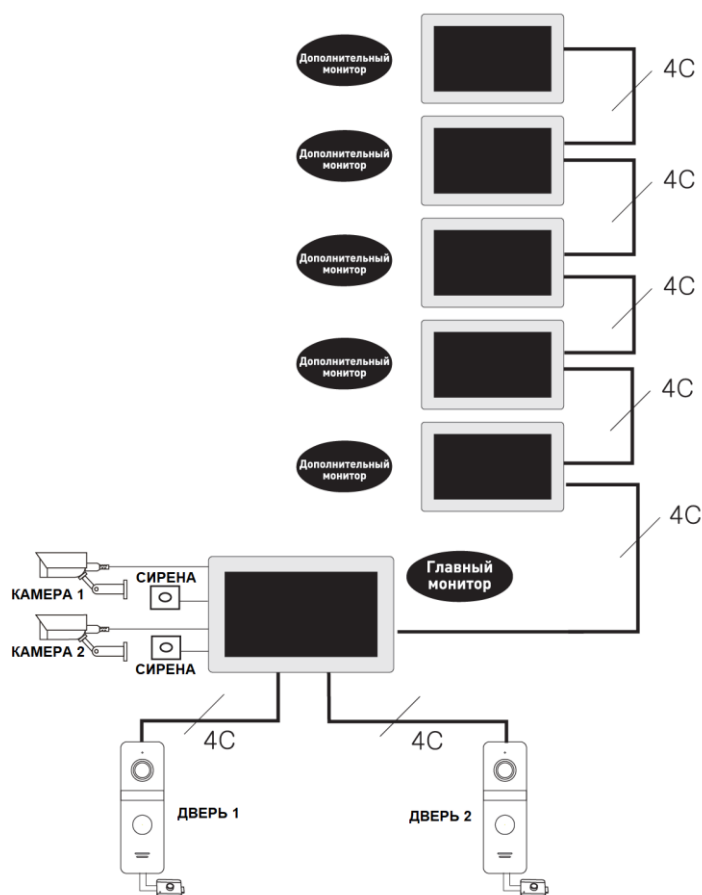 Дополнительный
монитор
4C
Дополнительный
монитор
4C
Дополнительный
монитор
4C
Дополнительный
монитор
4C
Дополнительный
монитор
4C
Главный
монитор
СИРЕНА
КАМЕРА 1
КАМЕРА 2
СИРЕНА
4C
4C
ДВЕРЬ 1
ДВЕРЬ 2